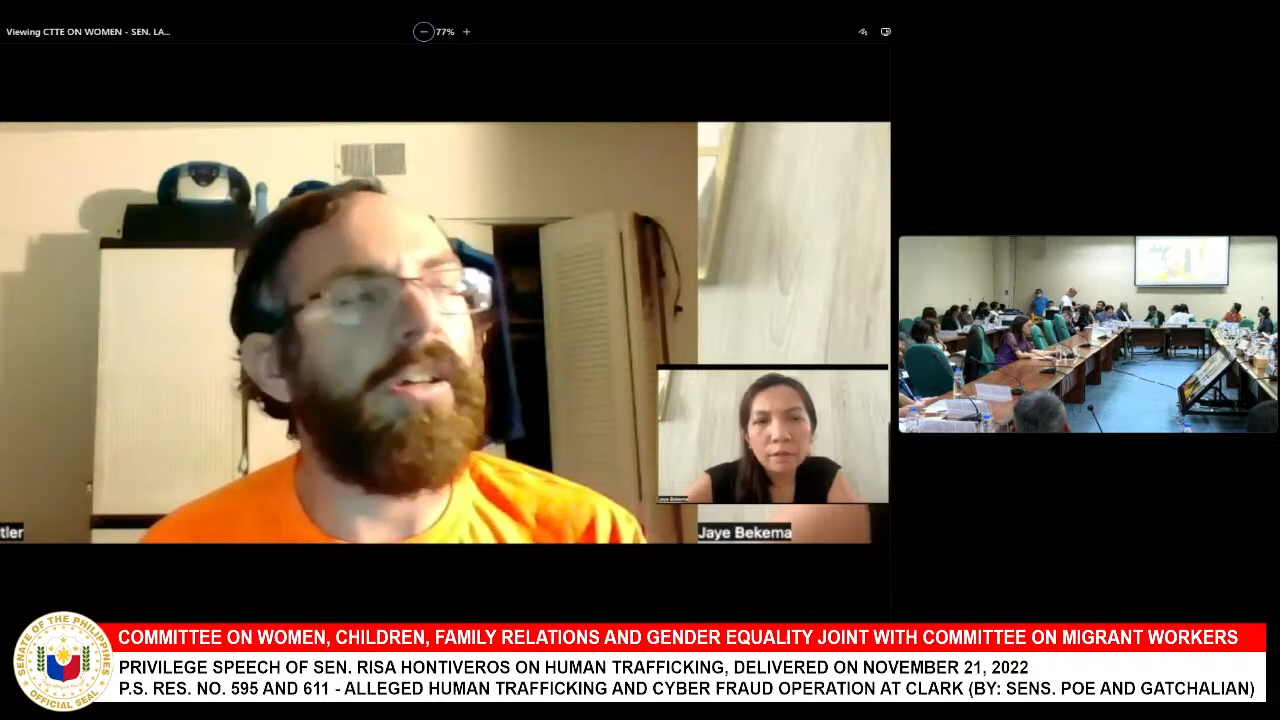 Viewing CTTE ON WOMEN - SEN. LA...
77%
tler
Jaye Bekema
Jaye Bekema
SENATE OF THE PHILIPPINES
OFFICIAL SEAL
COMMITTEE ON WOMEN, CHILDREN, FAMILY RELATIONS AND GENDER EQUALITY JOINT WITH COMMITTEE ON MIGRANT WORKERS
PRIVILEGE SPEECH OF SEN. RISA HONTIVEROS ON HUMAN TRAFFICKING, DELIVERED ON NOVEMBER 21, 2022
P.S. RES. NO. 595 AND 611 - ALLEGED HUMAN TRAFFICKING AND CYBER FRAUD OPERATION AT CLARK (BY: SENS. POE AND GATCHALIAN)